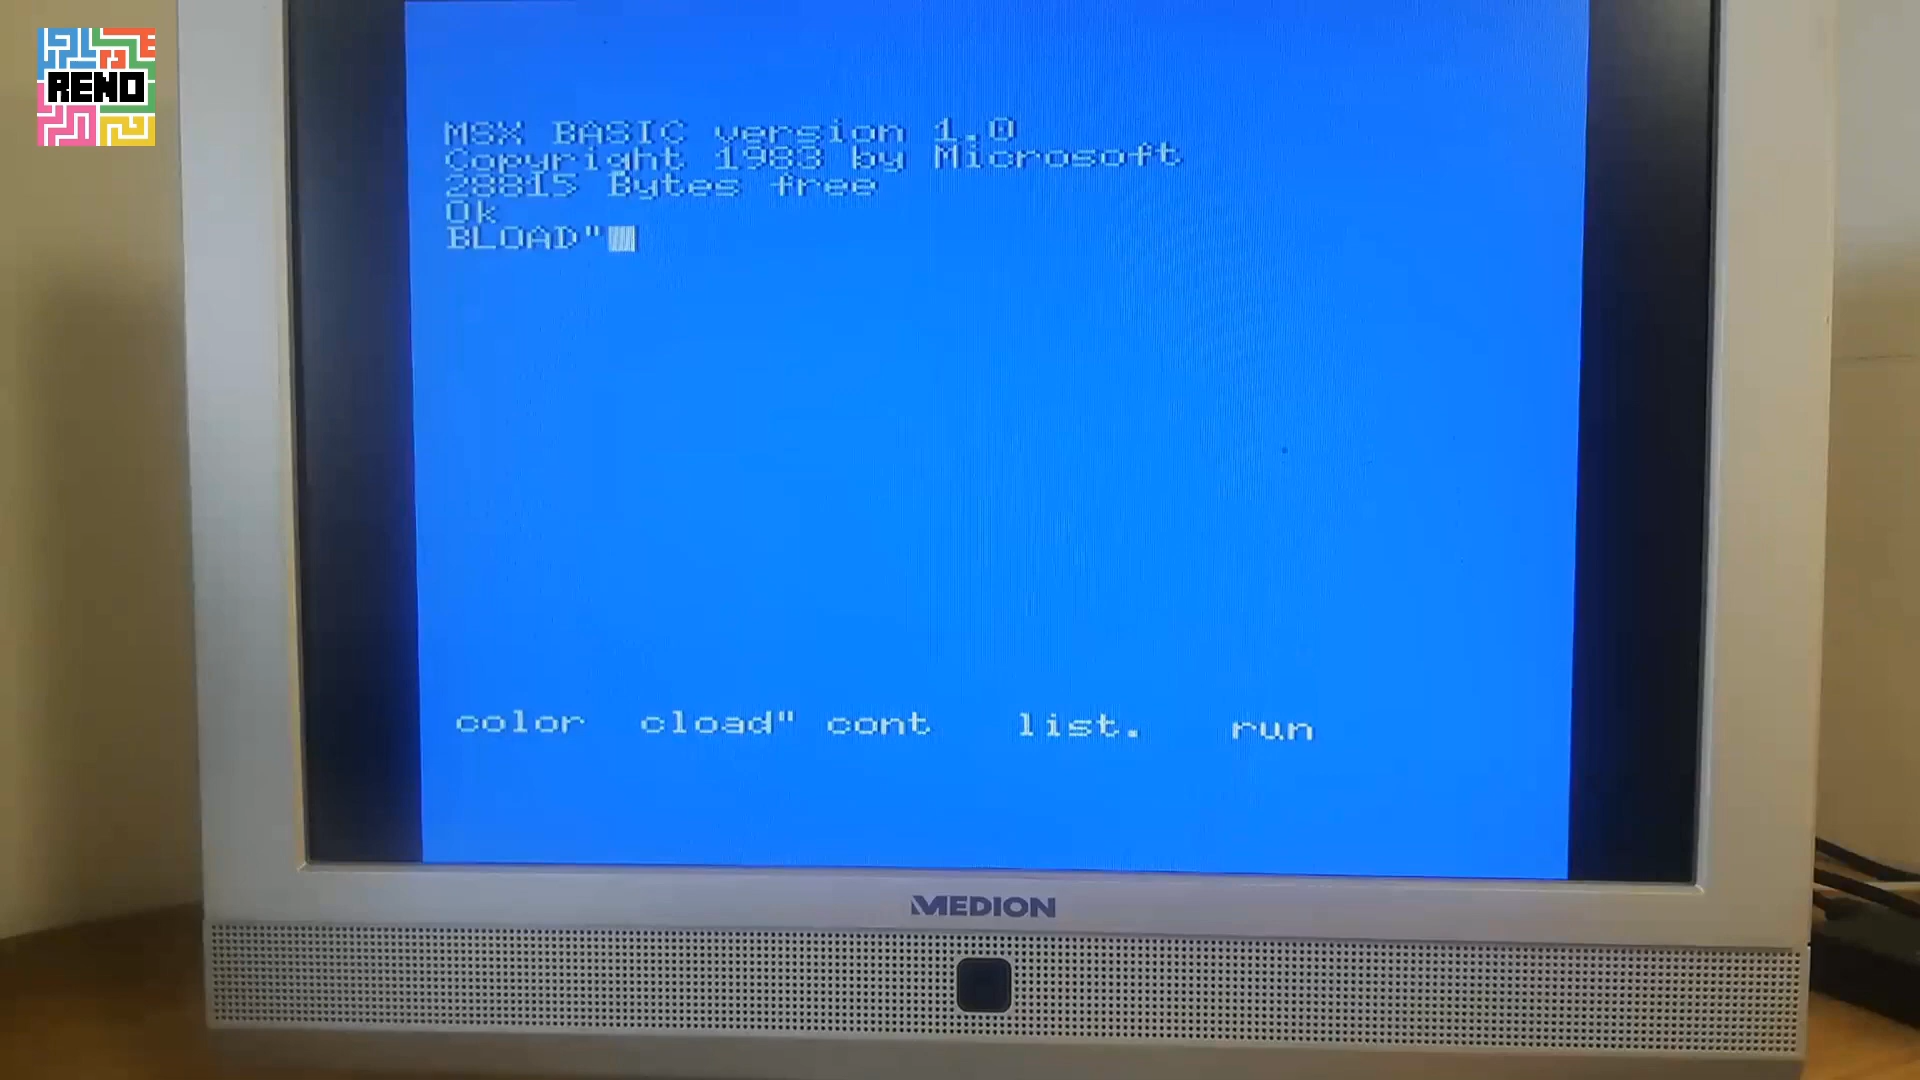 RENO
MSX BASIC version 1.0
Copyright 1983 by Microsoft
28815 Bytes free
Ok
BLOAD"
color cload" cont list. run
MEDION